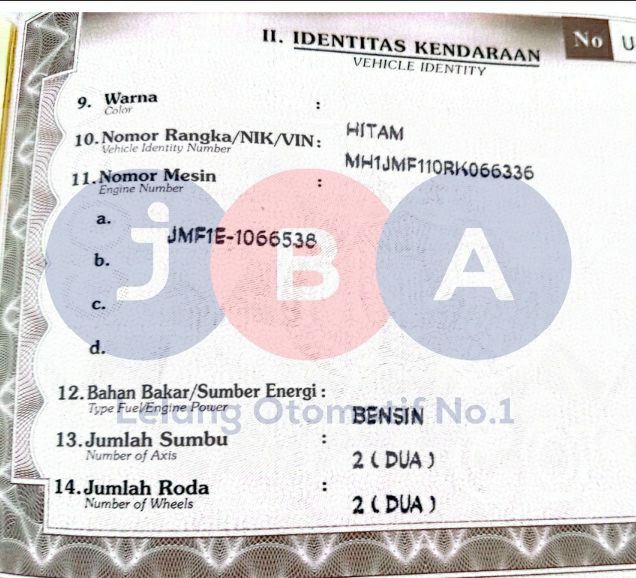 No U
II. IDENTITAS KENDARAAN
VEHICLE IDENTITY
9. Warna :
Color
HITAM
10. Nomor Rangka/NIK/VIN :
Vehicle Identity Number
MH1JMF110RK066336
11. Nomor Mesin :
Engine Number
a.
JMF1E-1066538
b.
c.
d.
jBA
Lelang Otomotif No.1
12. Bahan Bakar/Sumber Energi :
Type Fuel/Engine Power
BENSIN
13. Jumlah Sumbu :
Number of Axis
2 ( DUA )
14. Jumlah Roda :
Number of Wheels
2 ( DUA )